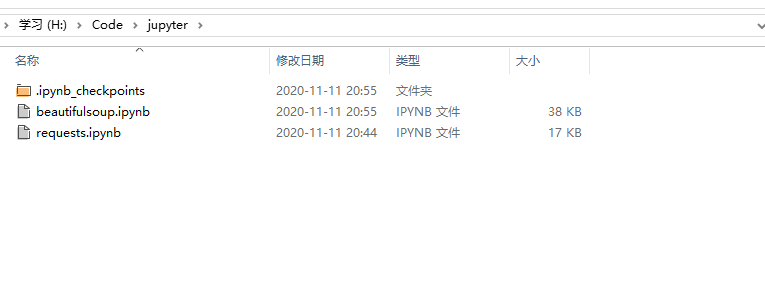 学习 (H:) Code jupyter
名称 修改日期 类型 大小
.ipynb_checkpoints 2020-11-11 20:55 文件夹
beautifulsoup.ipynb 2020-11-11 20:55 IPYNB 文件 38 KB
requests.ipynb 2020-11-11 20:44 IPYNB 文件 17 KB